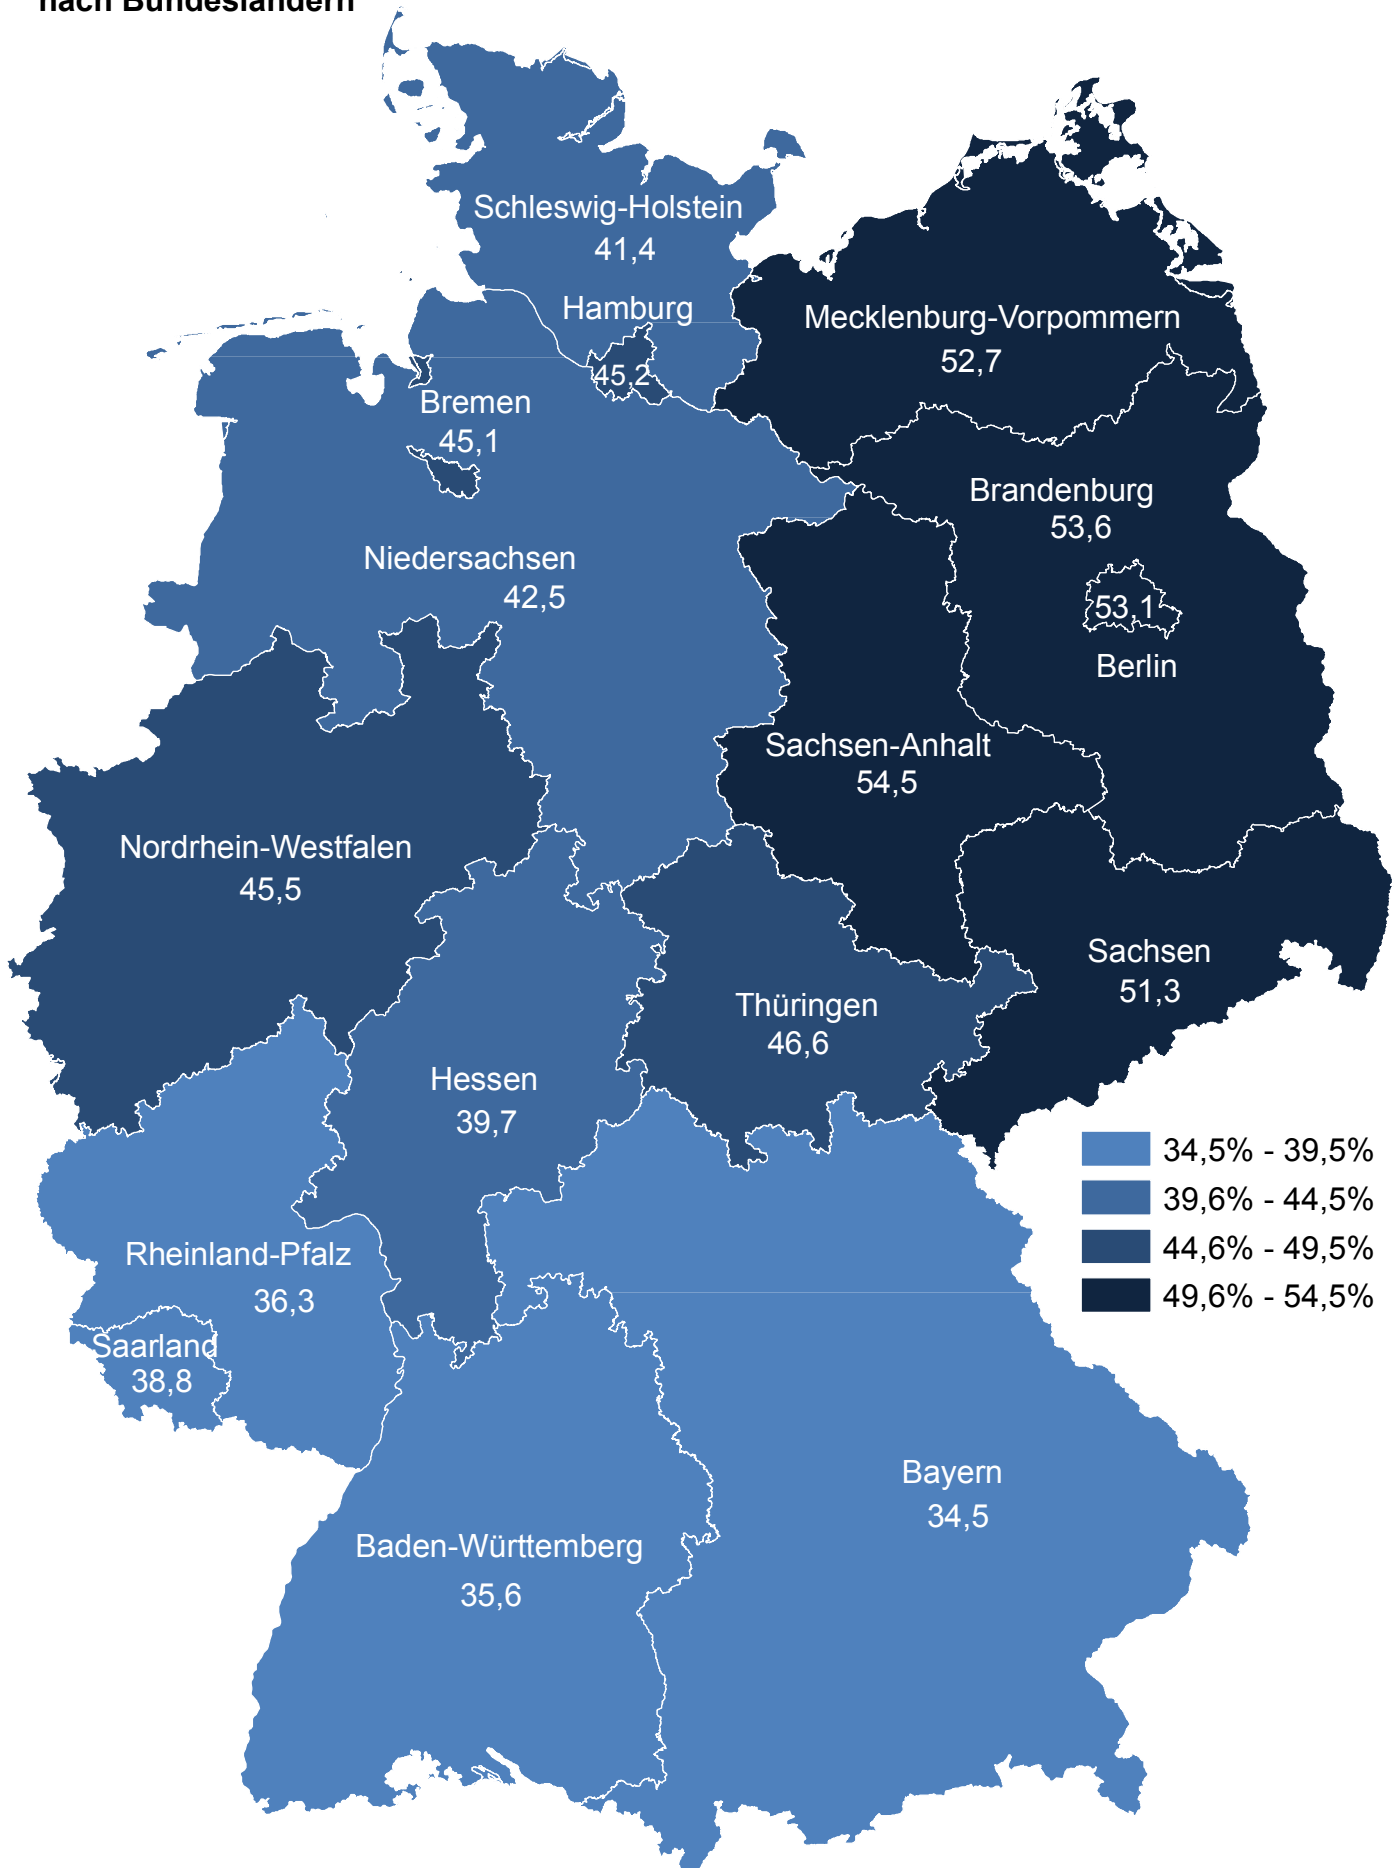 nach Bundesländern
Schleswig-Holstein
41,4
Hamburg
45,2
Mecklenburg-Vorpommern
52,7
Bremen
45,1
Brandenburg
53,6
Niedersachsen
42,5
53,1
Berlin
Sachsen-Anhalt
54,5
Nordrhein-Westfalen
45,5
Sachsen
51,3
Thüringen
46,6
Hessen
39,7
34,5% - 39,5%
39,6% - 44,5%
44,6% - 49,5%
49,6% - 54,5%
Rheinland-Pfalz
36,3
Saarland
38,8
Bayern
34,5
Baden-Württemberg
35,6